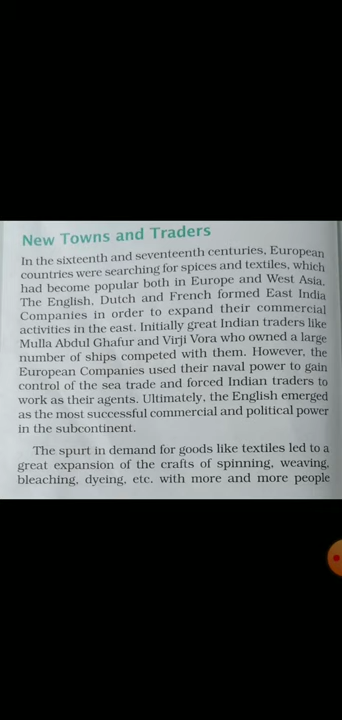 New Towns and Traders
In the sixteenth and seventeenth centuries, European
countries were searching for spices and textiles, which
had become popular both in Europe and West Asia.
The English, Dutch and French formed East India
Companies in order to expand their commercial
activities in the east. Initially great Indian traders like
Mulla Abdul Ghafur and Virji Vora who owned a large
number of ships competed with them. However, the
European Companies used their naval power to gain
control of the sea trade and forced Indian traders to
work as their agents. Ultimately, the English emerged
as the most successful commercial and political power
in the subcontinent.
The spurt in demand for goods like textiles led to a
great expansion of the crafts of spinning, weaving,
bleaching, dyeing, etc. with more and more people